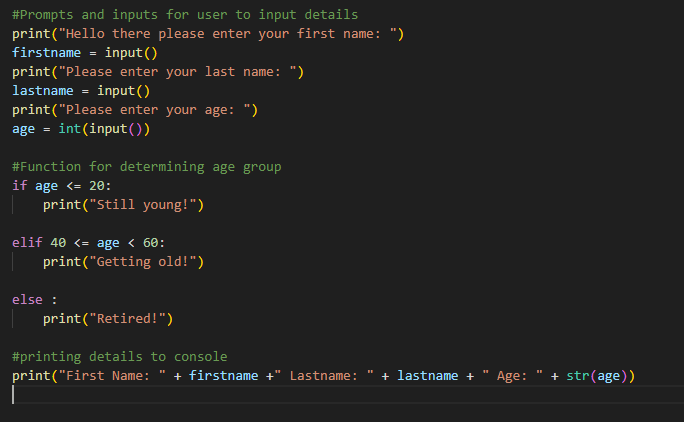 #Prompts and inputs for user to input details
print("Hello there please enter your first name: ")
firstname = input()
print("Please enter your last name: ")
lastname = input()
print("Please enter your age: ")
age = int(input())
#Function for determining age group
if age <= 20:
    print("Still young!")
elif 40 <= age < 60:
    print("Getting old!")
else :
    print("Retired!")
#printing details to console
print("First Name: " + firstname +" Lastname: " + lastname + " Age: " + str(age))